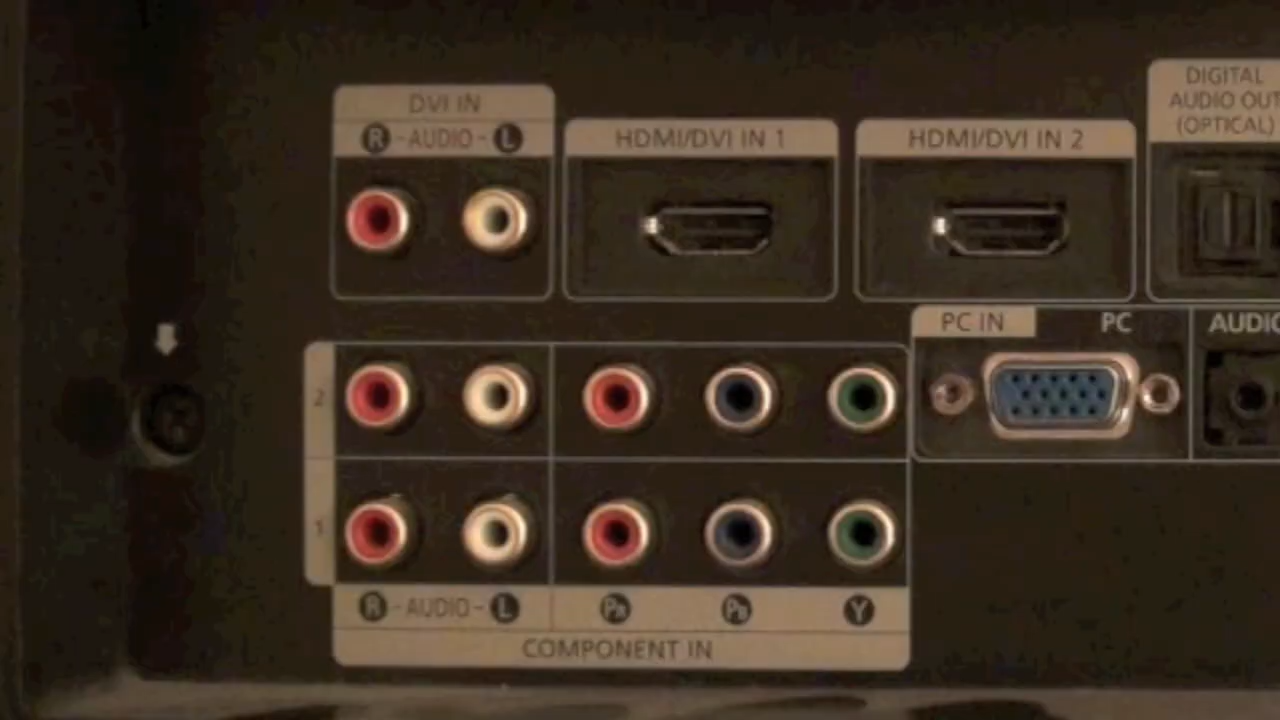 DVI IN
R - AUDIO - L
HDMI/DVI IN 1
HDMI/DVI IN 2
DIGITAL
AUDIO OUT
(OPTICAL)
PC IN
PC
AUDIO
2
1
R - AUDIO - L
PR
PB
Y
COMPONENT IN